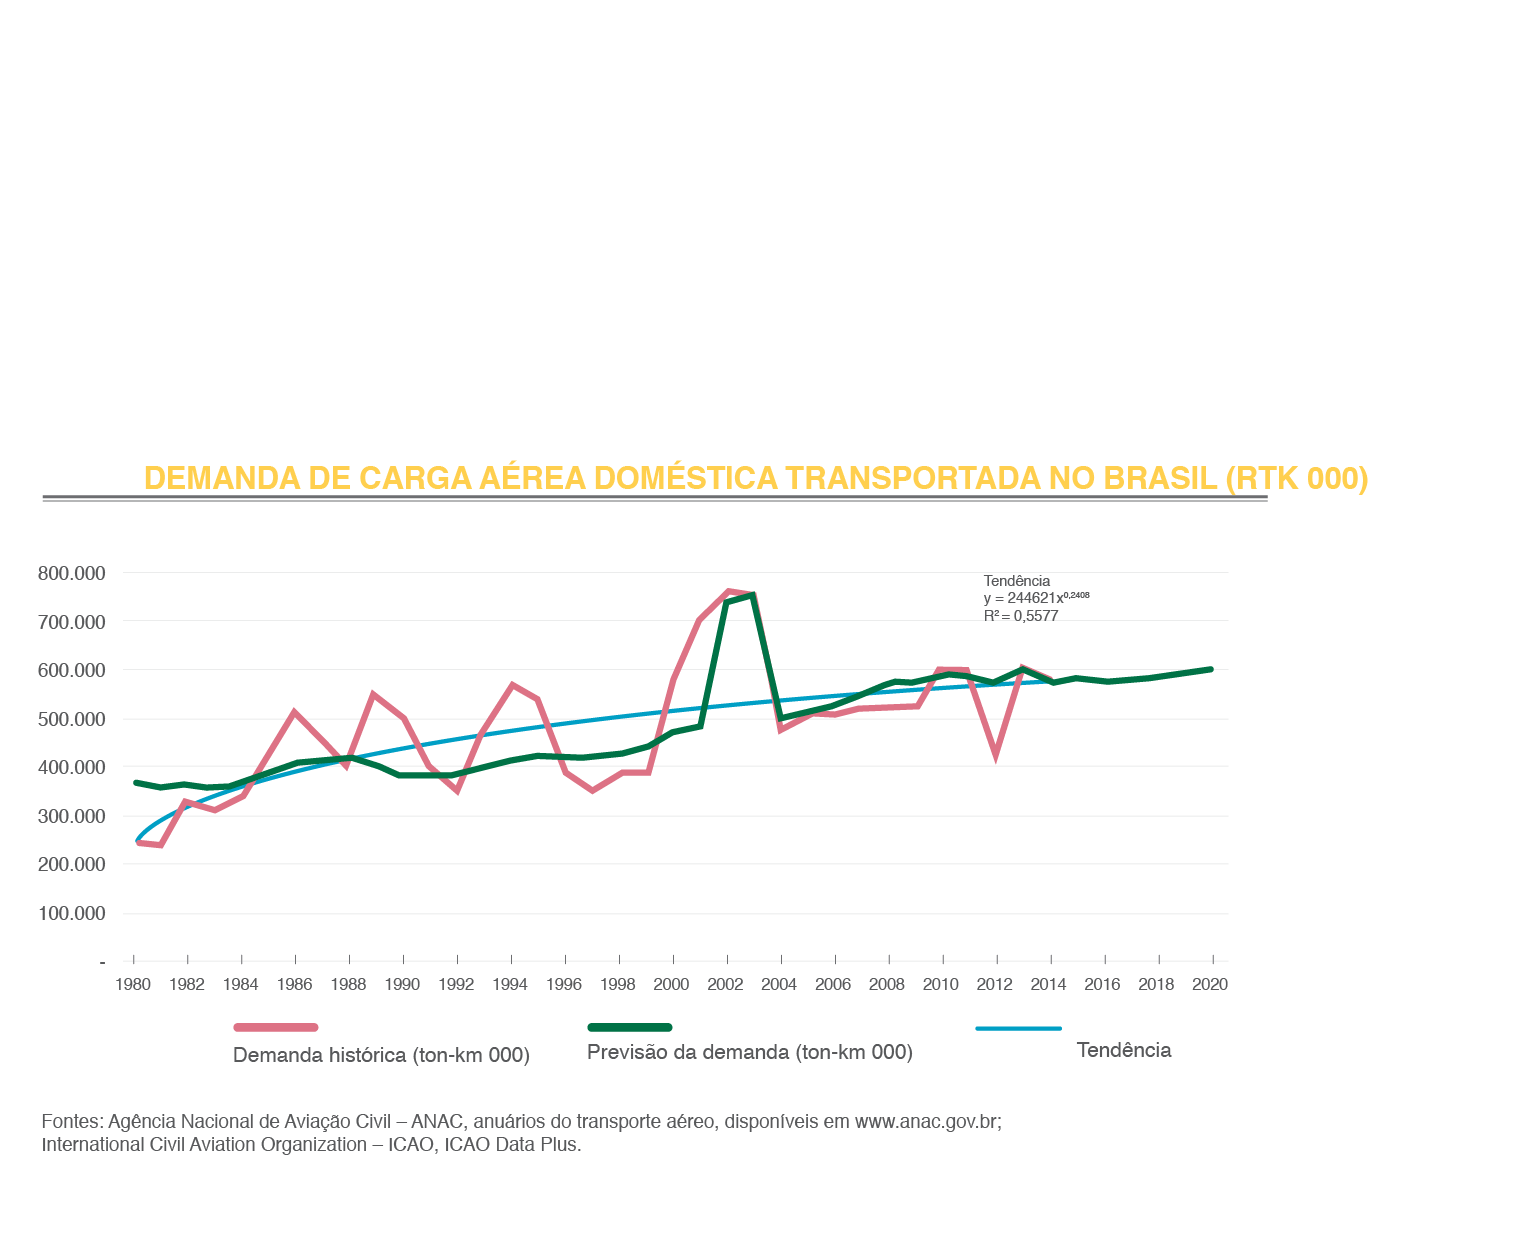 DEMANDA DE CARGA AÉREA DOMÉSTICA TRANSPORTADA NO BRASIL (RTK 000)
800.000
700.000
600.000
500.000
400.000
300.000
200.000
100.000
-
Tendência
y = 244621x^0,2408
R² = 0,5577
1980 1982 1984 1986 1988 1990 1992 1994 1996 1998 2000 2002 2004 2006 2008 2010 2012 2014 2016 2018 2020
Demanda histórica (ton-km 000) Previsão da demanda (ton-km 000) Tendência
Fontes: Agência Nacional de Aviação Civil – ANAC, anuários do transporte aéreo, disponíveis em www.anac.gov.br;
International Civil Aviation Organization – ICAO, ICAO Data Plus.